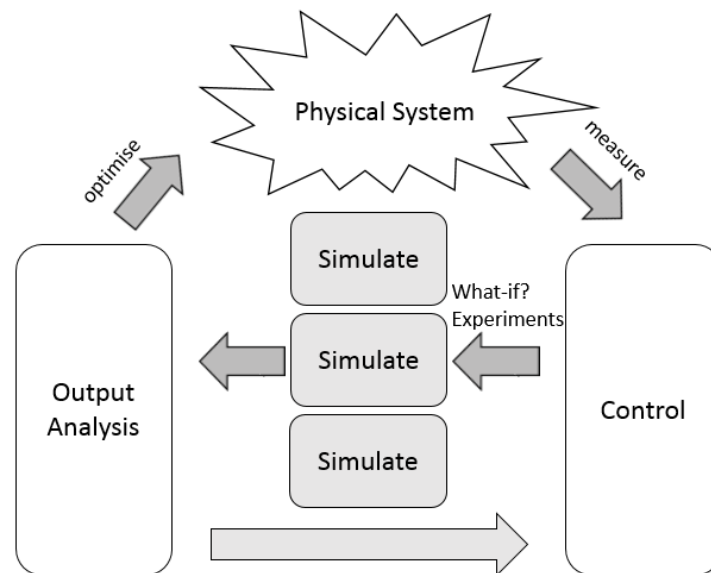 Physical System
optimise
measure
Simulate
What-if?
Experiments
Simulate
Output
Analysis
Control
Simulate